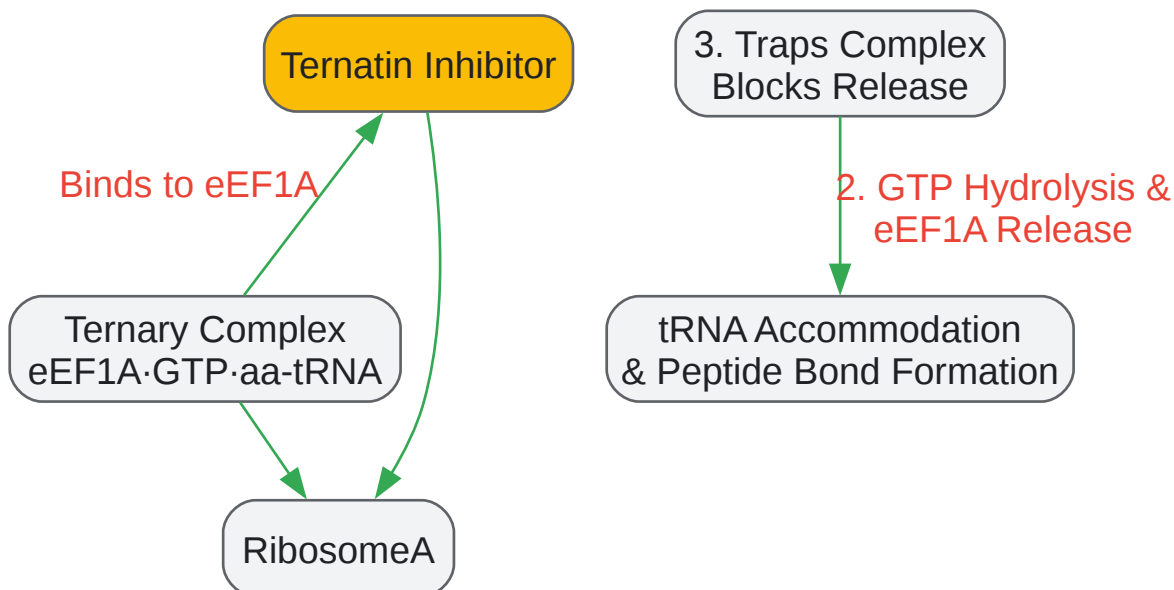 Ternatin Inhibitor
3. Traps Complex
Blocks Release
Binds to eEF1A
2. GTP Hydrolysis &
eEF1A Release
Ternary Complex
eEF1A·GTP·aa-tRNA
tRNA Accommodation
& Peptide Bond Formation
RibosomeA